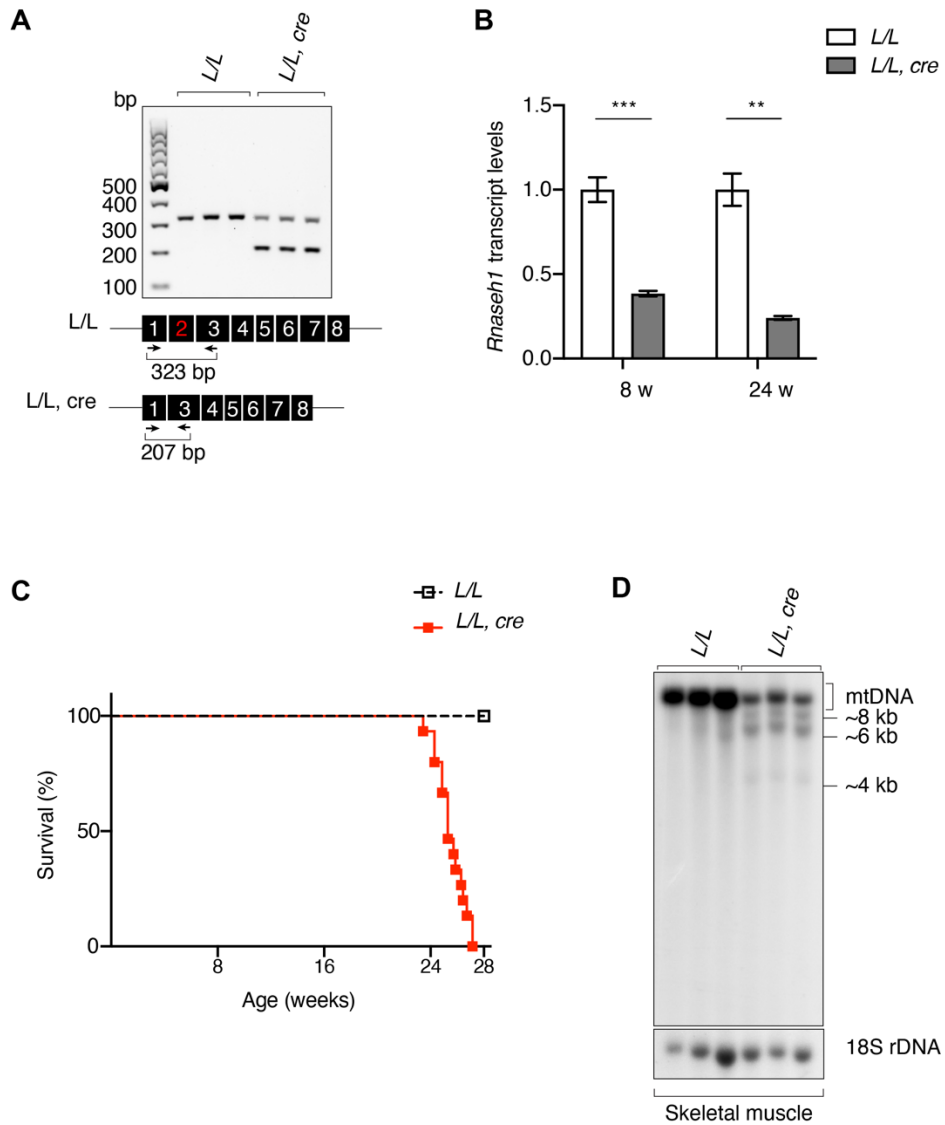 A
L/L
L/L, cre
bp
500
400
300
200
100
L/L
1 2 3 4 5 6 7 8
323 bp
L/L, cre
1 3 4 5 6 7 8
207 bp
B
L/L
L/L, cre
Rnaseh1 transcript levels
1.5
1.0
0.5
0.0
***
**
8 w
24 w
C
L/L
L/L, cre
Survival (%)
100
50
0
8
16
24
28
Age (weeks)
D
L/L
L/L, cre
mtDNA
~8 kb
~6 kb
~4 kb
18S rDNA
Skeletal muscle